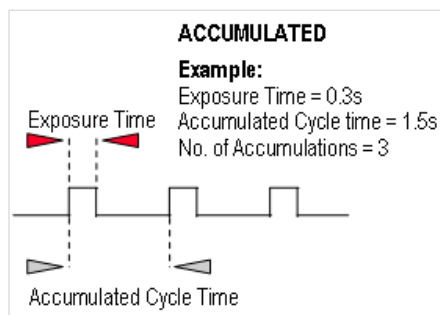 ACCUMULATED
Example:
Exposure Time = 0.3s
Accumulated Cycle time = 1.5s
No. of Accumulations = 3
Exposure Time
Accumulated Cycle Time